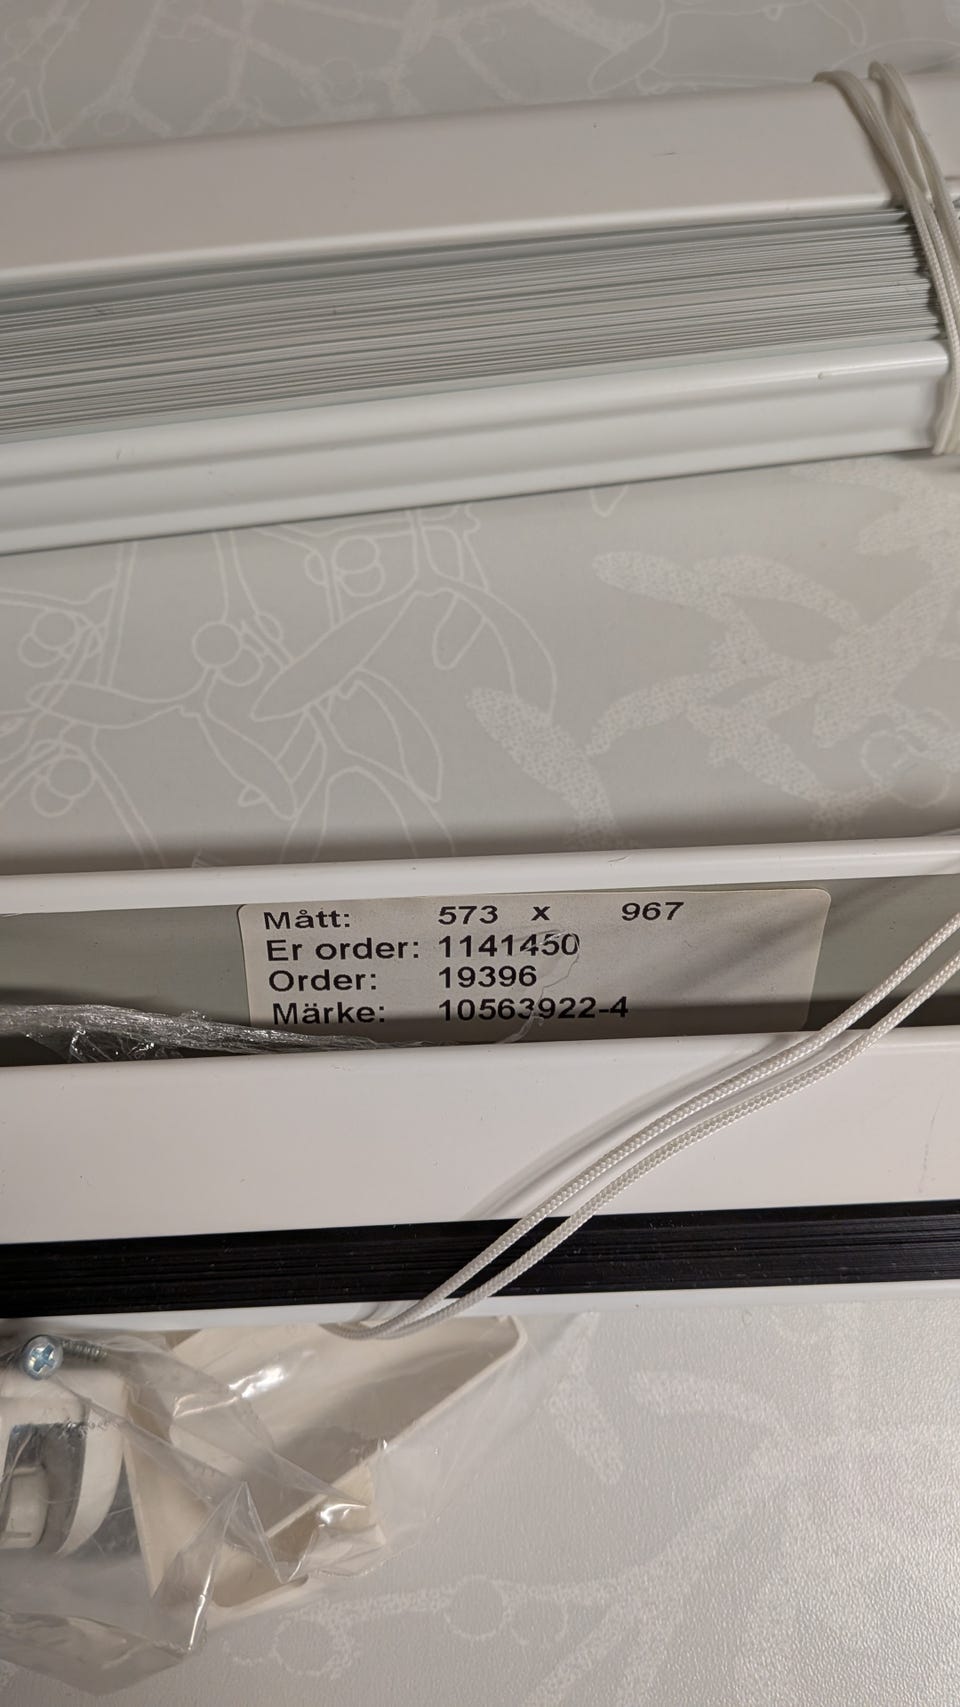 Mått: 573 x 967
Er order: 1141450
Order: 19396
Märke: 10563922-4